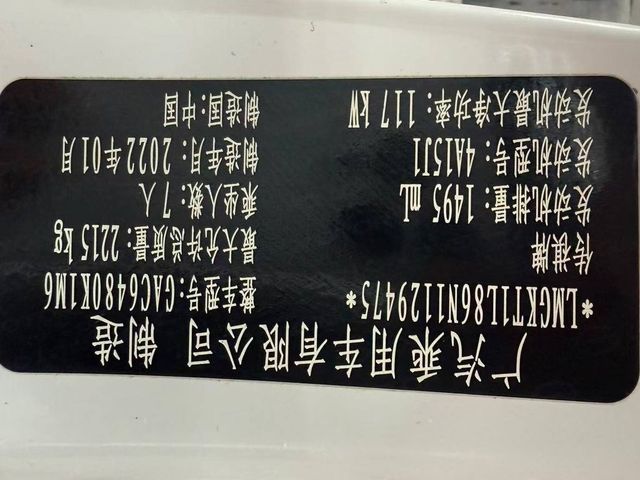 广汽乘用车有限公司 制造
*LMGKT1L86N1129475* 整车型号:GAC6480K1M6
传祺牌 最大允许总质量: 2215 kg
发动机排量: 1495 mL 乘坐人数: 7人
发动机型号: 4A15J1 制造年月: 2022年01月
发动机最大净功率: 117 kW 制造国:中国